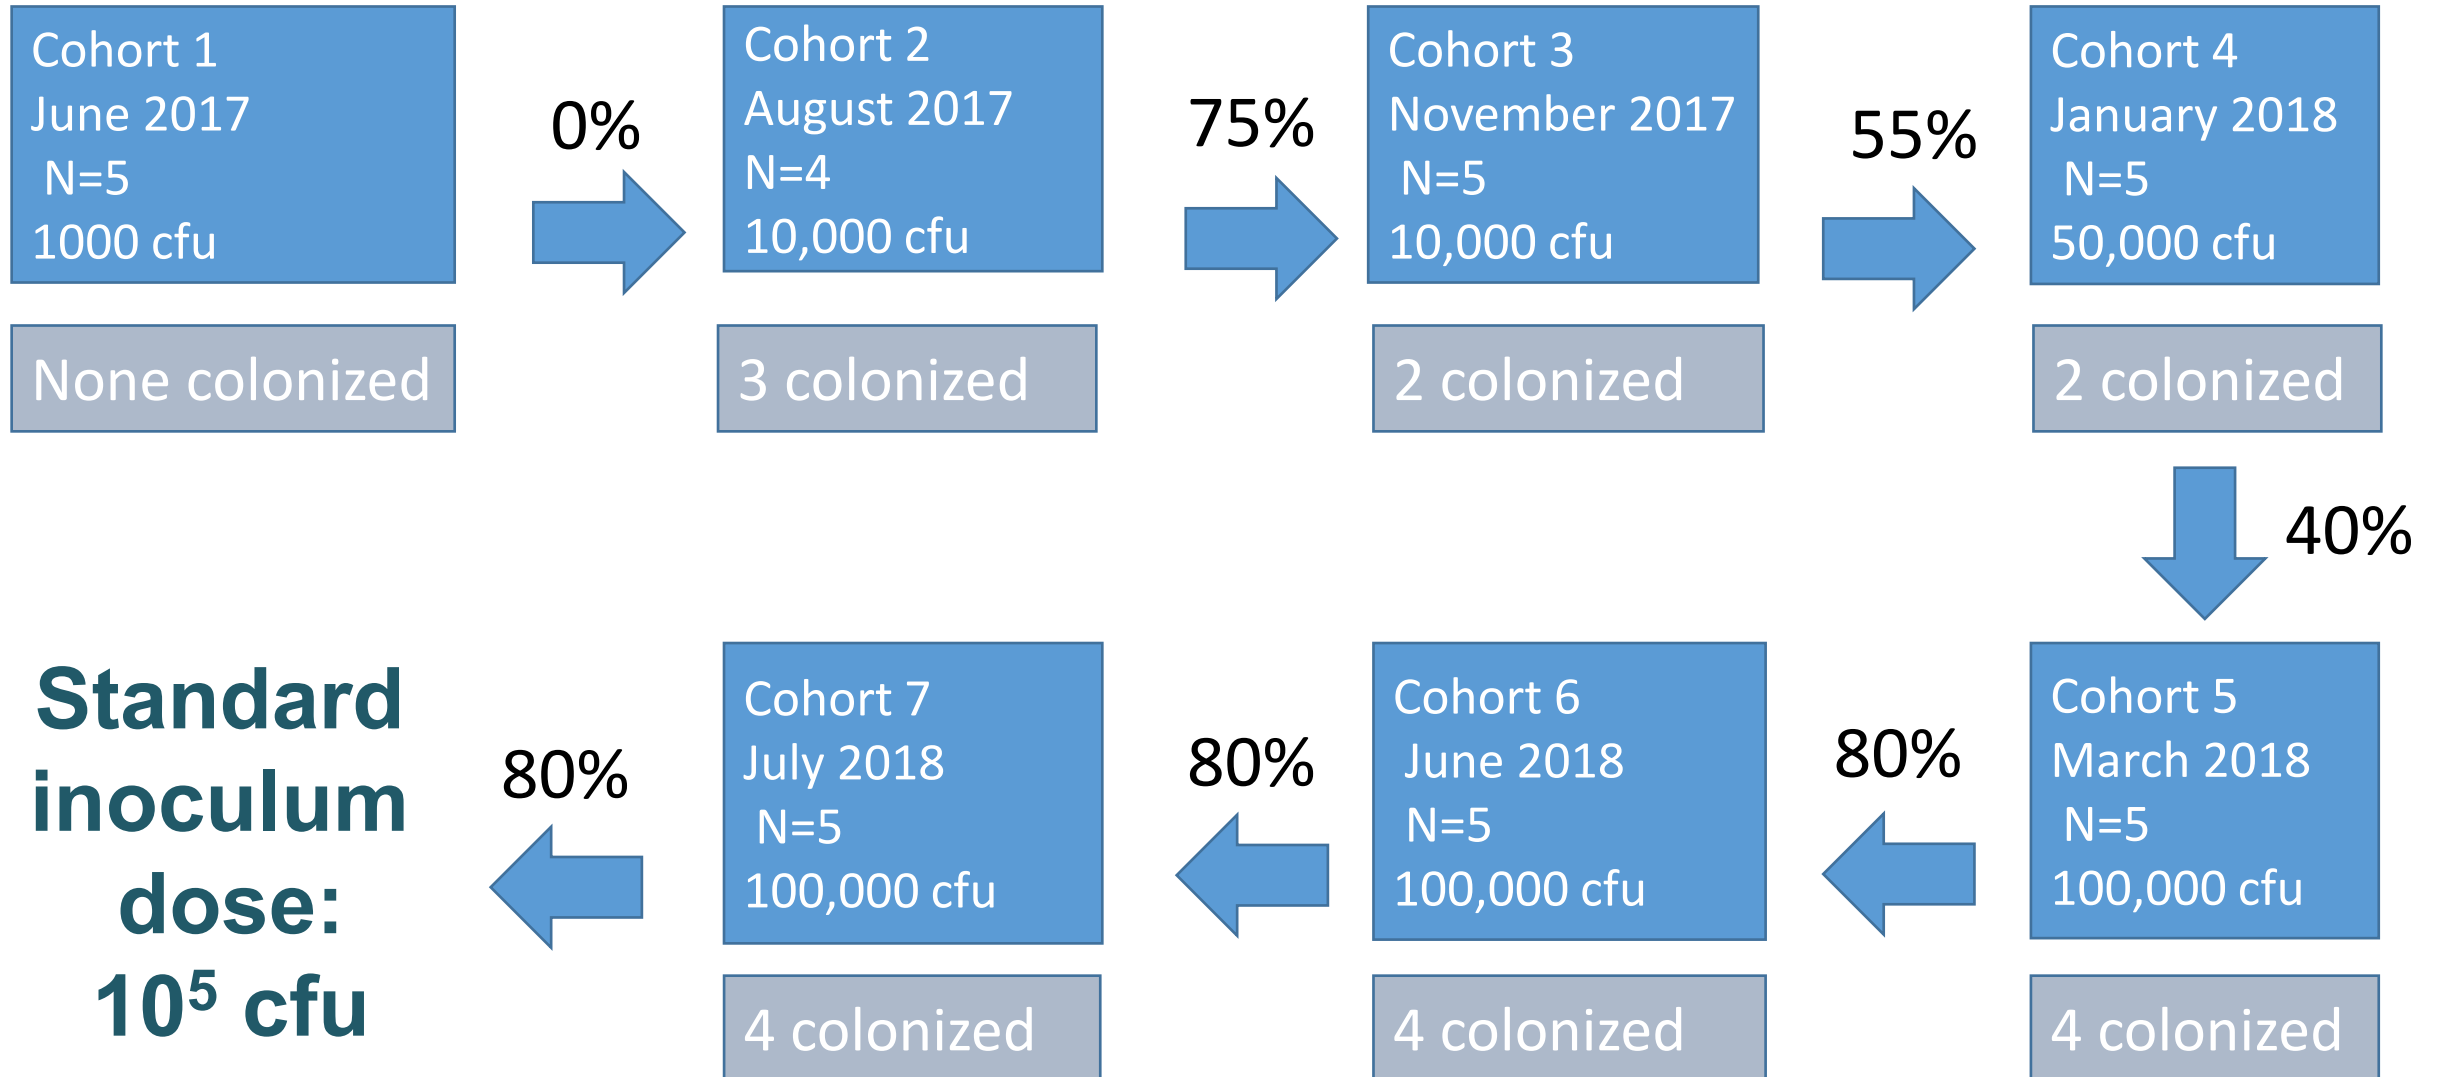 Cohort 1
June 2017
N=5
1000 cfu
None colonized
0%
Cohort 2
August 2017
N=4
10,000 cfu
3 colonized
75%
Cohort 3
November 2017
N=5
10,000 cfu
2 colonized
55%
Cohort 4
January 2018
N=5
50,000 cfu
2 colonized
40%
Cohort 5
March 2018
N=5
100,000 cfu
4 colonized
80%
Cohort 6
June 2018
N=5
100,000 cfu
4 colonized
80%
Cohort 7
July 2018
N=5
100,000 cfu
4 colonized
80%
Standard
inoculum
dose:
10⁵ cfu